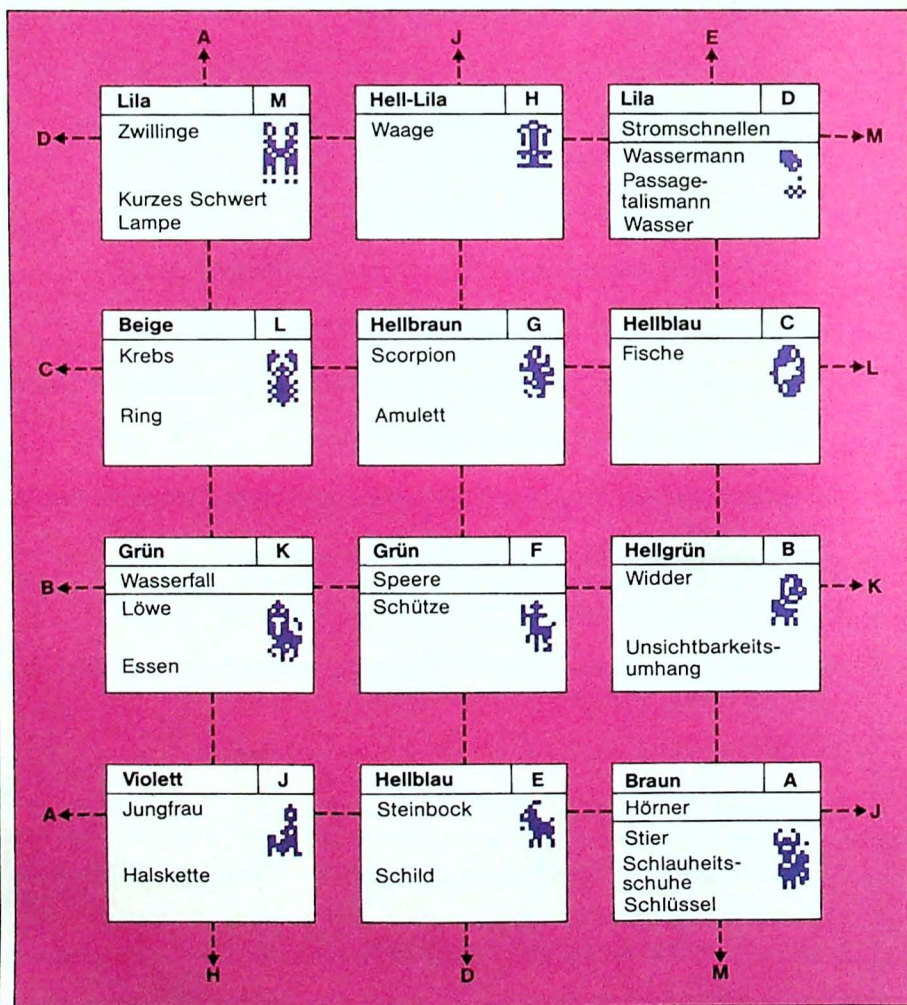 A J E
Lila M
Zwillinge
Kurzes Schwert
Lampe
Hell-Lila H
Waage
Lila D
Stromschnellen
Wassermann
Passage-
talismann
Wasser
D M
Beige L
Krebs
Ring
Hellbraun G
Scorpion
Amulett
Hellblau C
Fische
C L
Grün K
Wasserfall
Löwe
Essen
Grün F
Speere
Schütze
Hellgrün B
Widder
Unsichtbarkeits-
umhang
B K
Violett J
Jungfrau
Halskette
Hellblau E
Steinbock
Schild
Braun A
Hörner
Stier
Schlauheits-
schuhe
Schlüssel
A J
H D M